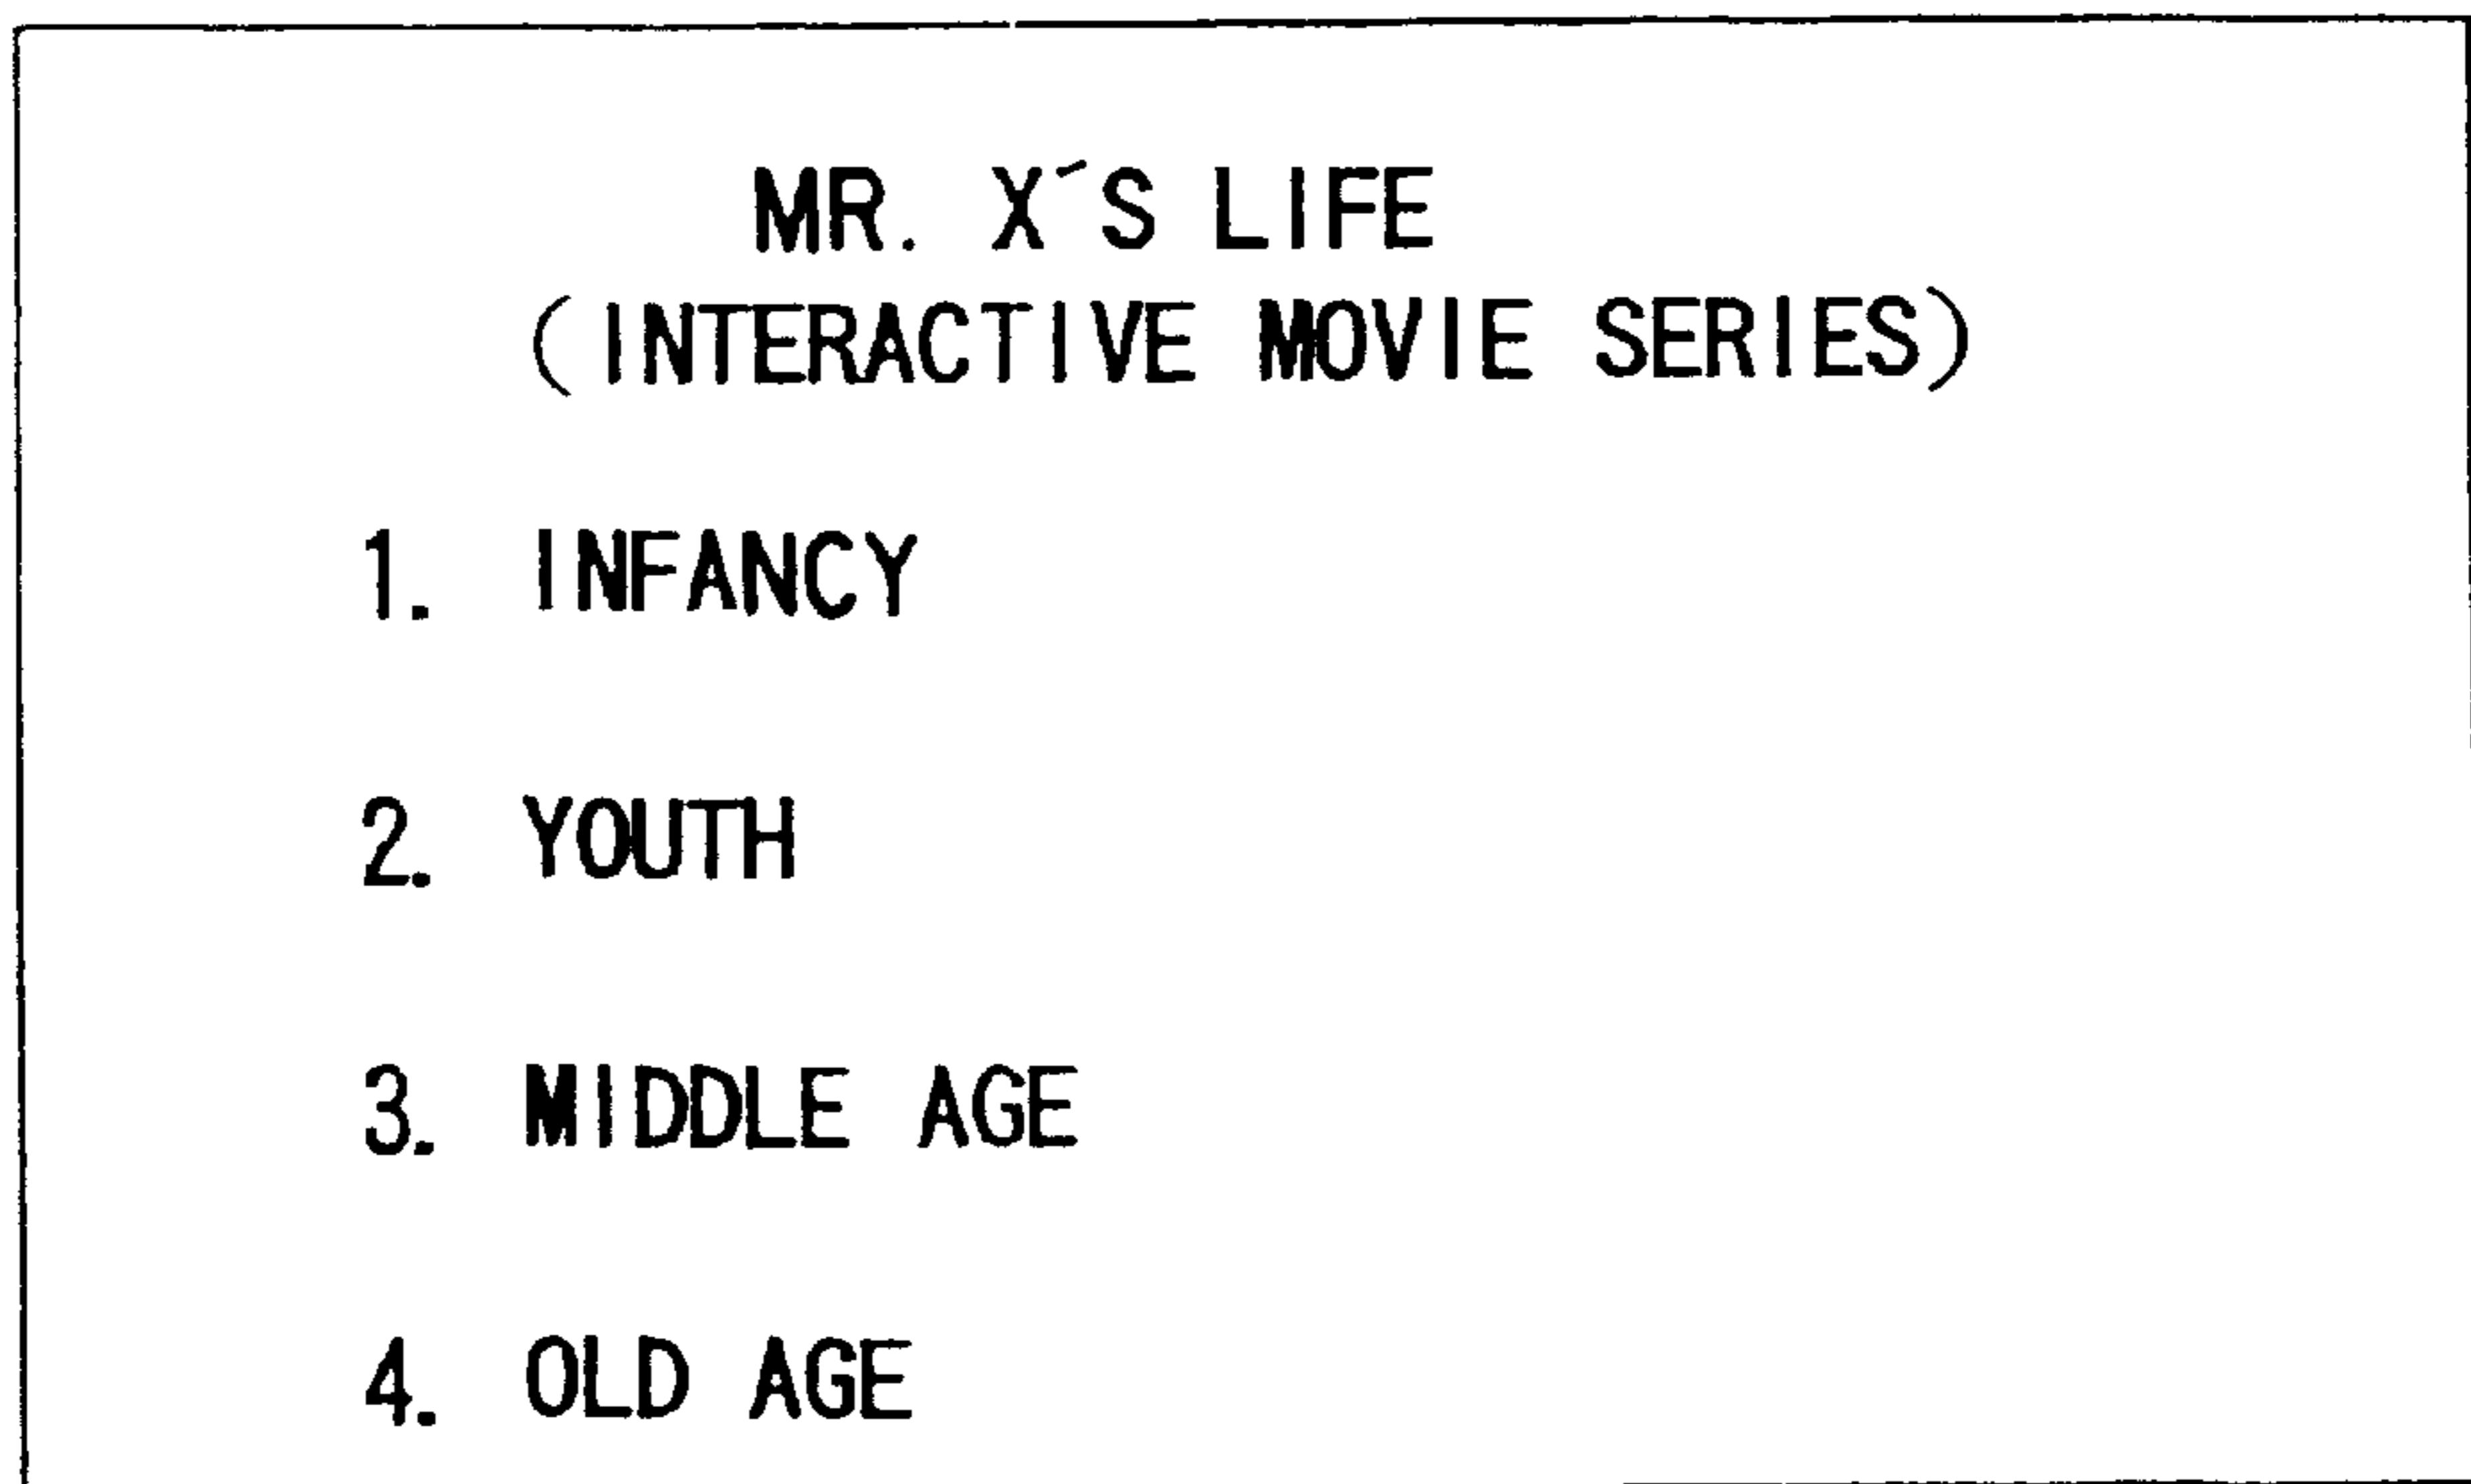 MR. X´S LIFE
(INTERACTIVE MOVIE SERIES)
1. INFANCY
2. YOUTH
3. MIDDLE AGE
4. OLD AGE